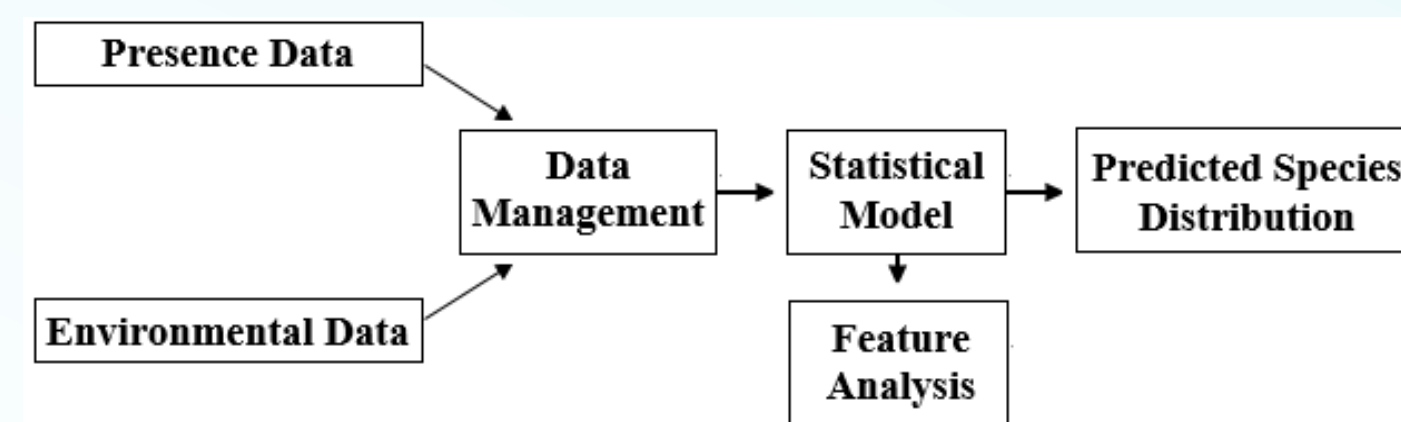 Presence Data
Data
Management
Statistical
Model
Predicted Species
Distribution
Environmental Data
Feature
Analysis